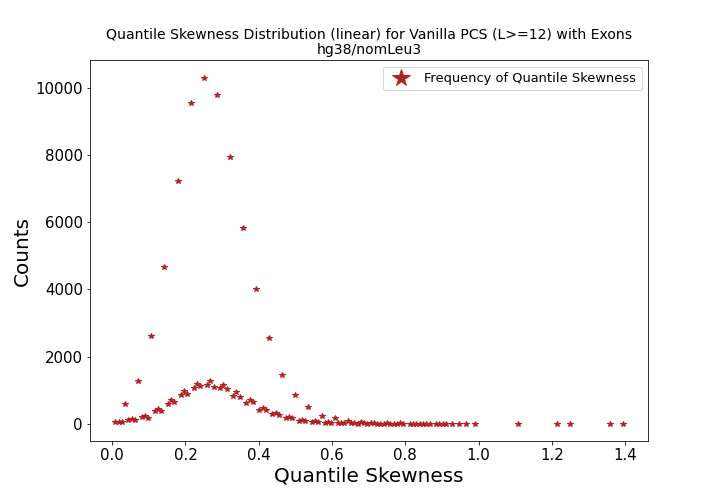 Quantile Skewness Distribution (linear) for Vanilla PCS (L>=12) with Exons
hg38/nomLeu3
Frequency of Quantile Skewness
10000
8000
6000
4000
2000
0
Counts
0.0 0.2 0.4 0.6 0.8 1.0 1.2 1.4
Quantile Skewness